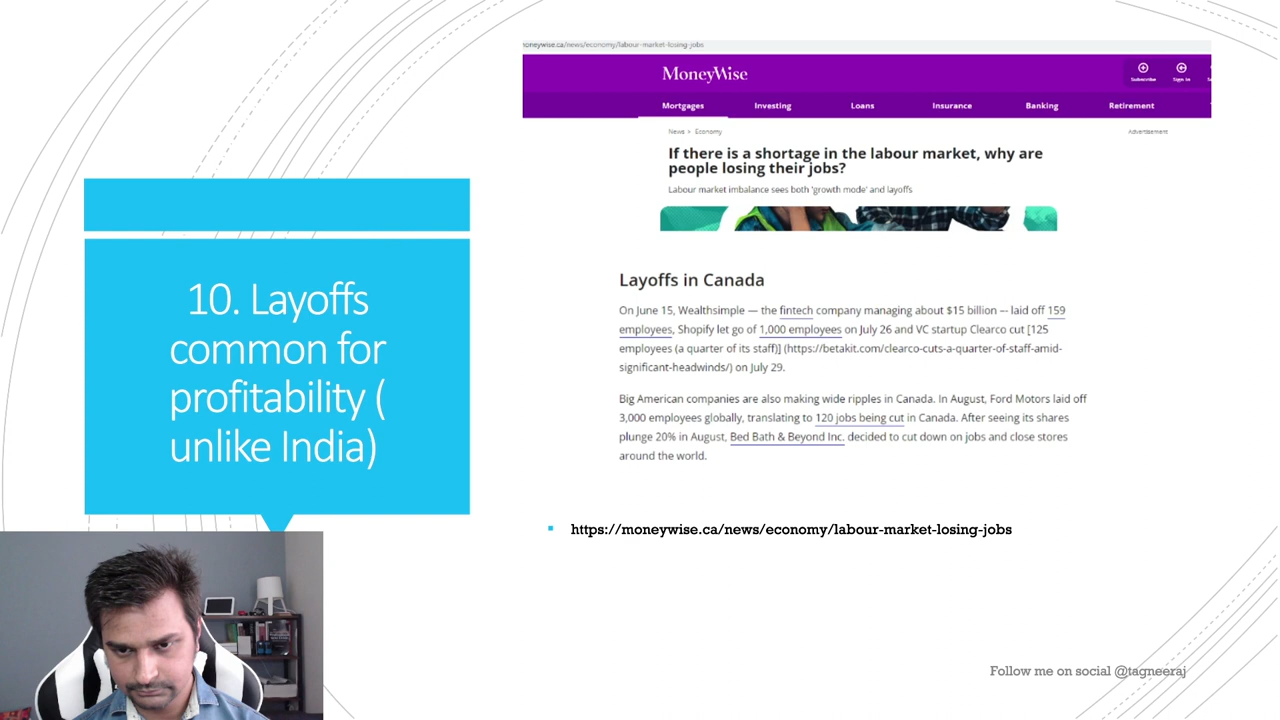 moneywise.ca/news/economy/labour-market-losing-jobs
MoneyWise
Subscribe
Sign In
Mortgages
Investing
Loans
Insurance
Banking
Retirement
News > Economy
Advertisement
If there is a shortage in the labour market, why are
people losing their jobs?
Labour market imbalance sees both 'growth mode' and layoffs
10. Layoffs
common for
profitability (
unlike India)
Layoffs in Canada
On June 15, Wealthsimple — the fintech company managing about $15 billion –- laid off 159
employees, Shopify let go of 1,000 employees on July 26 and VC startup Clearco cut [125
employees (a quarter of its staff)] (https://betakit.com/clearco-cuts-a-quarter-of-staff-amid-
significant-headwinds/) on July 29.
Big American companies are also making wide ripples in Canada. In August, Ford Motors laid off
3,000 employees globally, translating to 120 jobs being cut in Canada. After seeing its shares
plunge 20% in August, Bed Bath & Beyond Inc. decided to cut down on jobs and close stores
around the world.
https://moneywise.ca/news/economy/labour-market-losing-jobs
Follow me on social @tagneeraj